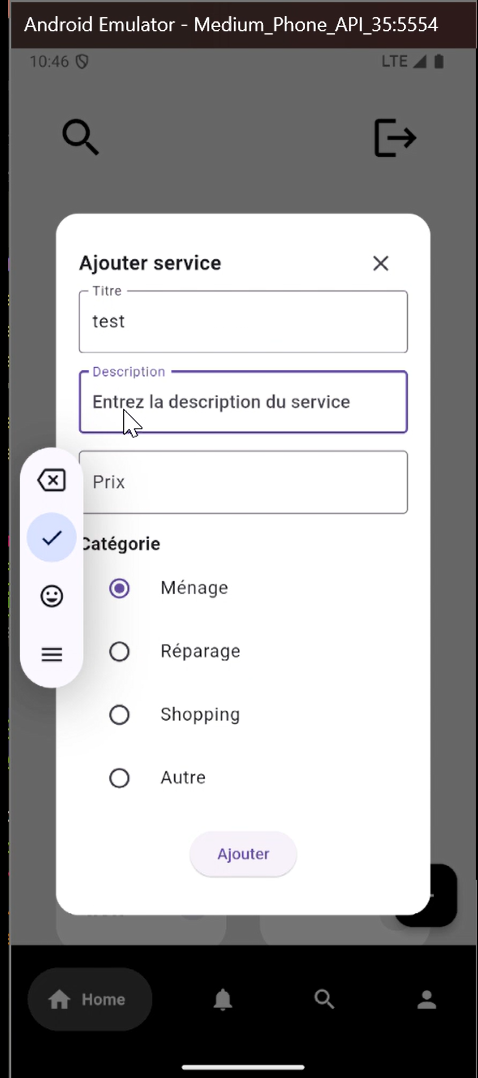 Android Emulator - Medium_Phone_API_35:5554
10:46 LTE
Ajouter service
Titre
test
Description
Entrez la description du service
Prix
Catégorie
Ménage
Réparage
Shopping
Autre
Ajouter
Home